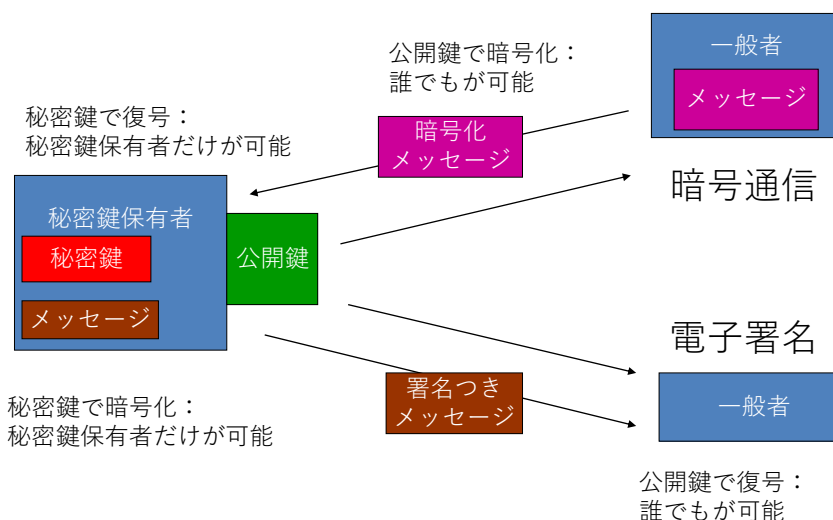 公開鍵で暗号化：
誰でもが可能
一般者
メッセージ
秘密鍵で復号：
秘密鍵保有者だけが可能
暗号化
メッセージ
暗号通信
秘密鍵保有者
秘密鍵
公開鍵
メッセージ
電子署名
署名つき
メッセージ
一般者
秘密鍵で暗号化：
秘密鍵保有者だけが可能
公開鍵で復号：
誰でもが可能